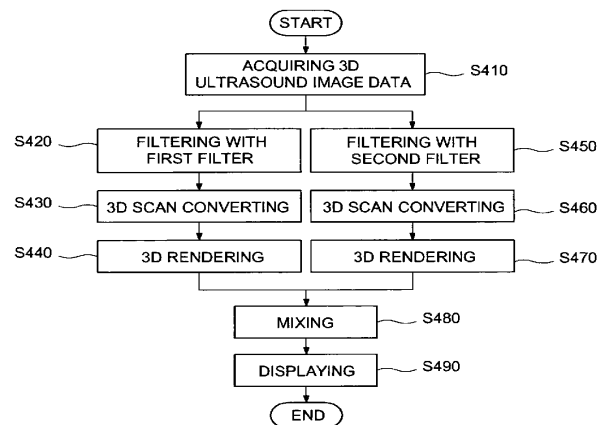 START
ACQUIRING 3D
ULTRASOUND IMAGE DATA
S410
S420
FILTERING WITH
FIRST FILTER
FILTERING WITH
SECOND FILTER
S450
S430
3D SCAN CONVERTING
3D SCAN CONVERTING
S460
S440
3D RENDERING
3D RENDERING
S470
MIXING
S480
DISPLAYING
S490
END